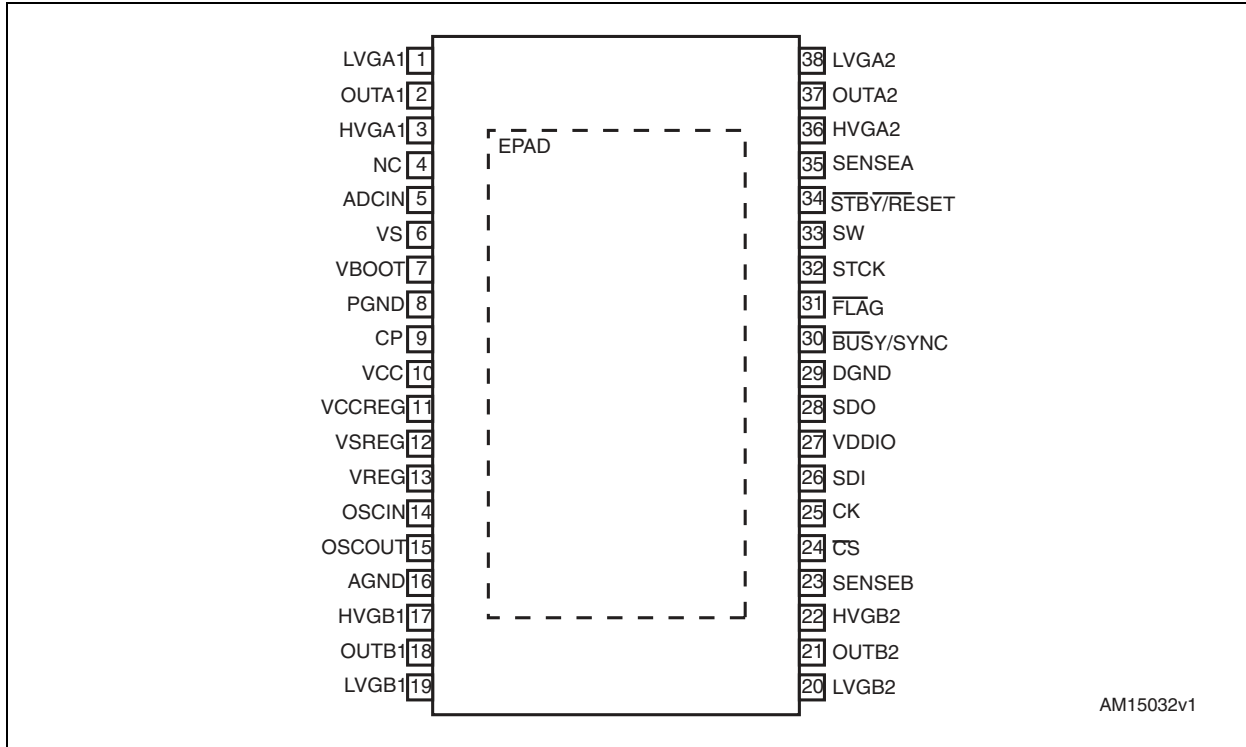 LVGA1 1
OUTA1 2
HVGA1 3
NC 4
ADCIN 5
VS 6
VBOOT 7
PGND 8
CP 9
VCC 10
VCCREG 11
VSREG 12
VREG 13
OSCIN 14
OSCOUT 15
AGND 16
HVGB1 17
OUTB1 18
LVGB1 19
EPAD
38 LVGA2
37 OUTA2
36 HVGA2
35 SENSEA
34 STBY/RESET
33 SW
32 STCK
31 FLAG
30 BUSY/SYNC
29 DGND
28 SDO
27 VDDIO
26 SDI
25 CK
24 CS
23 SENSEB
22 HVGB2
21 OUTB2
20 LVGB2
AM15032v1